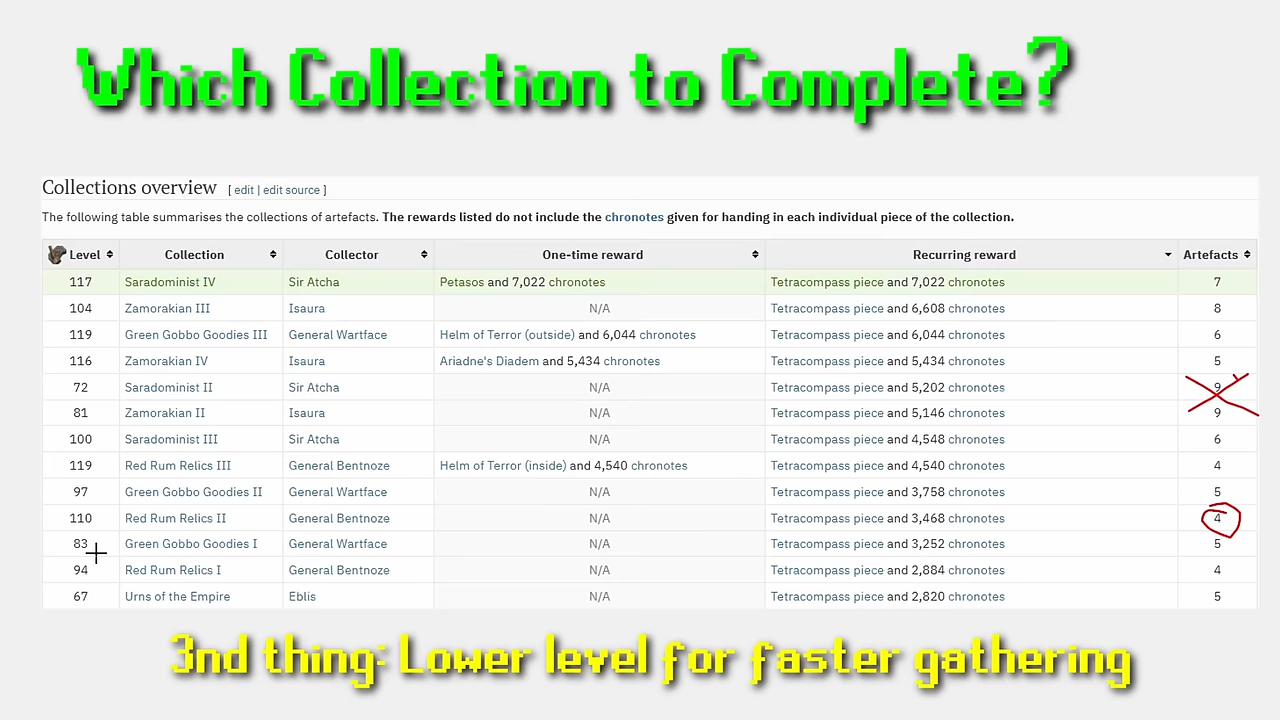 Which Collection to Complete?
Collections overview [ edit | edit source ]
The following table summarises the collections of artefacts. The rewards listed do not include the chronotes given for handing in each individual piece of the collection.
Level Collection Collector One-time reward Recurring reward Artefacts
117 Saradominist IV Sir Atcha Petasos and 7,022 chronotes Tetracompass piece and 7,022 chronotes 7
104 Zamorakian III Isaura N/A Tetracompass piece and 6,608 chronotes 8
119 Green Gobbo Goodies III General Wartface Helm of Terror (outside) and 6,044 chronotes Tetracompass piece and 6,044 chronotes 6
116 Zamorakian IV Isaura Ariadne's Diadem and 5,434 chronotes Tetracompass piece and 5,434 chronotes 5
72 Saradominist II Sir Atcha N/A Tetracompass piece and 5,202 chronotes 9
81 Zamorakian II Isaura N/A Tetracompass piece and 5,146 chronotes 9
100 Saradominist III Sir Atcha N/A Tetracompass piece and 4,548 chronotes 6
119 Red Rum Relics III General Bentnoze Helm of Terror (inside) and 4,540 chronotes Tetracompass piece and 4,540 chronotes 4
97 Green Gobbo Goodies II General Wartface N/A Tetracompass piece and 3,758 chronotes 5
110 Red Rum Relics II General Bentnoze N/A Tetracompass piece and 3,468 chronotes 4
83 Green Gobbo Goodies I General Wartface N/A Tetracompass piece and 3,252 chronotes 5
94 Red Rum Relics I General Bentnoze N/A Tetracompass piece and 2,884 chronotes 4
67 Urns of the Empire Eblis N/A Tetracompass piece and 2,820 chronotes 5
3nd thing: Lower level for faster gathering